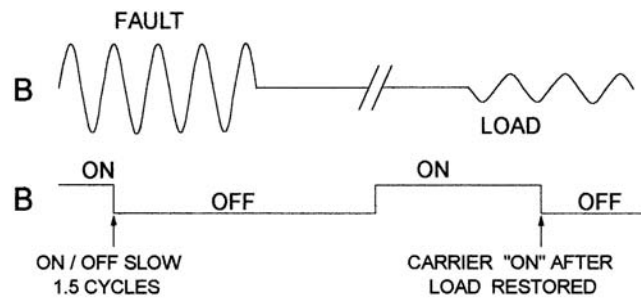 FAULT
B
LOAD
ON
ON
B
OFF
OFF
ON / OFF SLOW
1.5 CYCLES
CARRIER "ON" AFTER
LOAD RESTORED